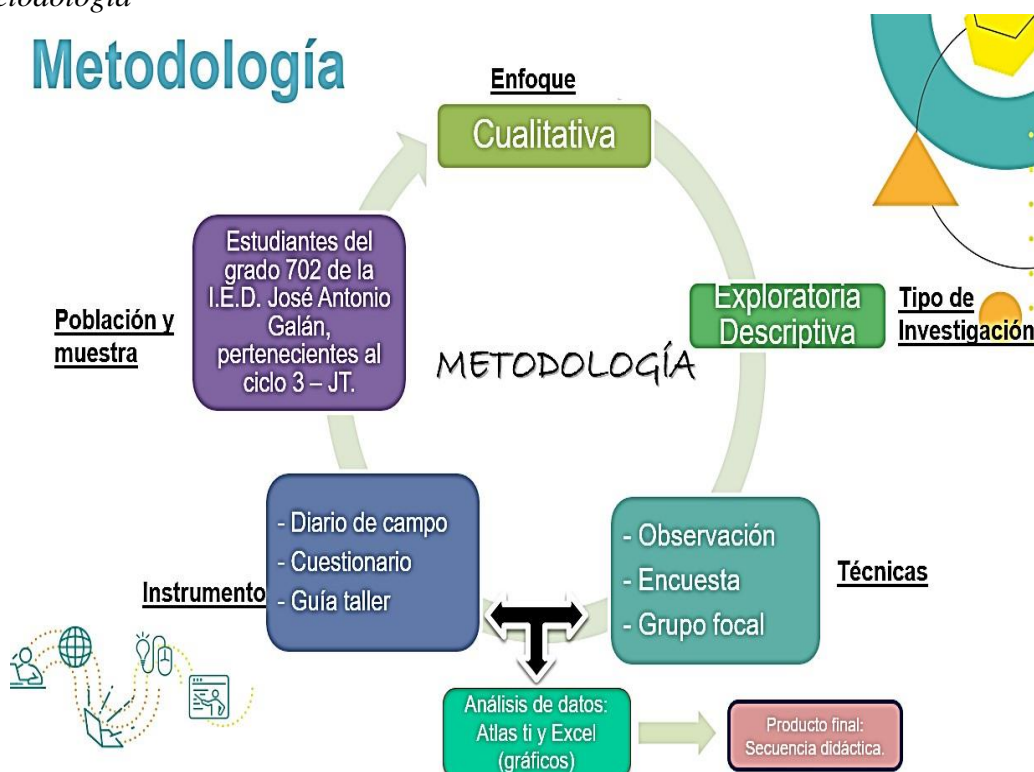 Metodología
Enfoque
Cualitativa
Exploratoria
Descriptiva
Tipo de
Investigación
Estudiantes del
grado 702 de la
I.E.D. José Antonio
Galán,
pertenecientes al
ciclo 3 – JT.
Población y
muestra
METODOLOGÍA
- Observación
- Encuesta
- Grupo focal
Técnicas
- Diario de campo
- Cuestionario
- Guía taller
Instrumento
Análisis de datos:
Atlas ti y Excel
(gráficos)
Producto final:
Secuencia didáctica.